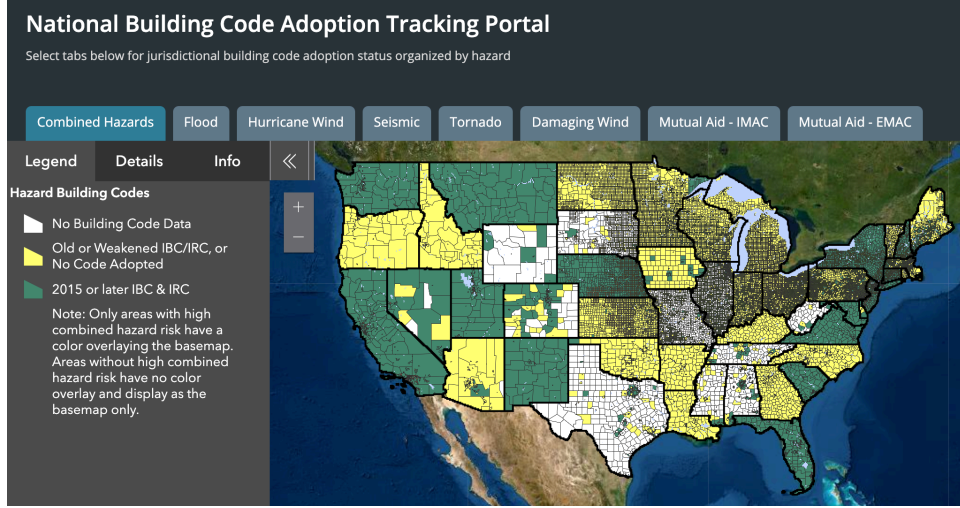 National Building Code Adoption Tracking Portal
Select tabs below for jurisdictional building code adoption status organized by hazard
Combined Hazards
Flood
Hurricane Wind
Seismic
Tornado
Damaging Wind
Mutual Aid - IMAC
Mutual Aid - EMAC
Legend
Details
Info
Hazard Building Codes
No Building Code Data
Old or Weakened IBC/IRC, or
No Code Adopted
2015 or later IBC & IRC
Note: Only areas with high
combined hazard risk have a
color overlaying the basemap.
Areas without high combined
hazard risk have no color
overlay and display as the
basemap only.